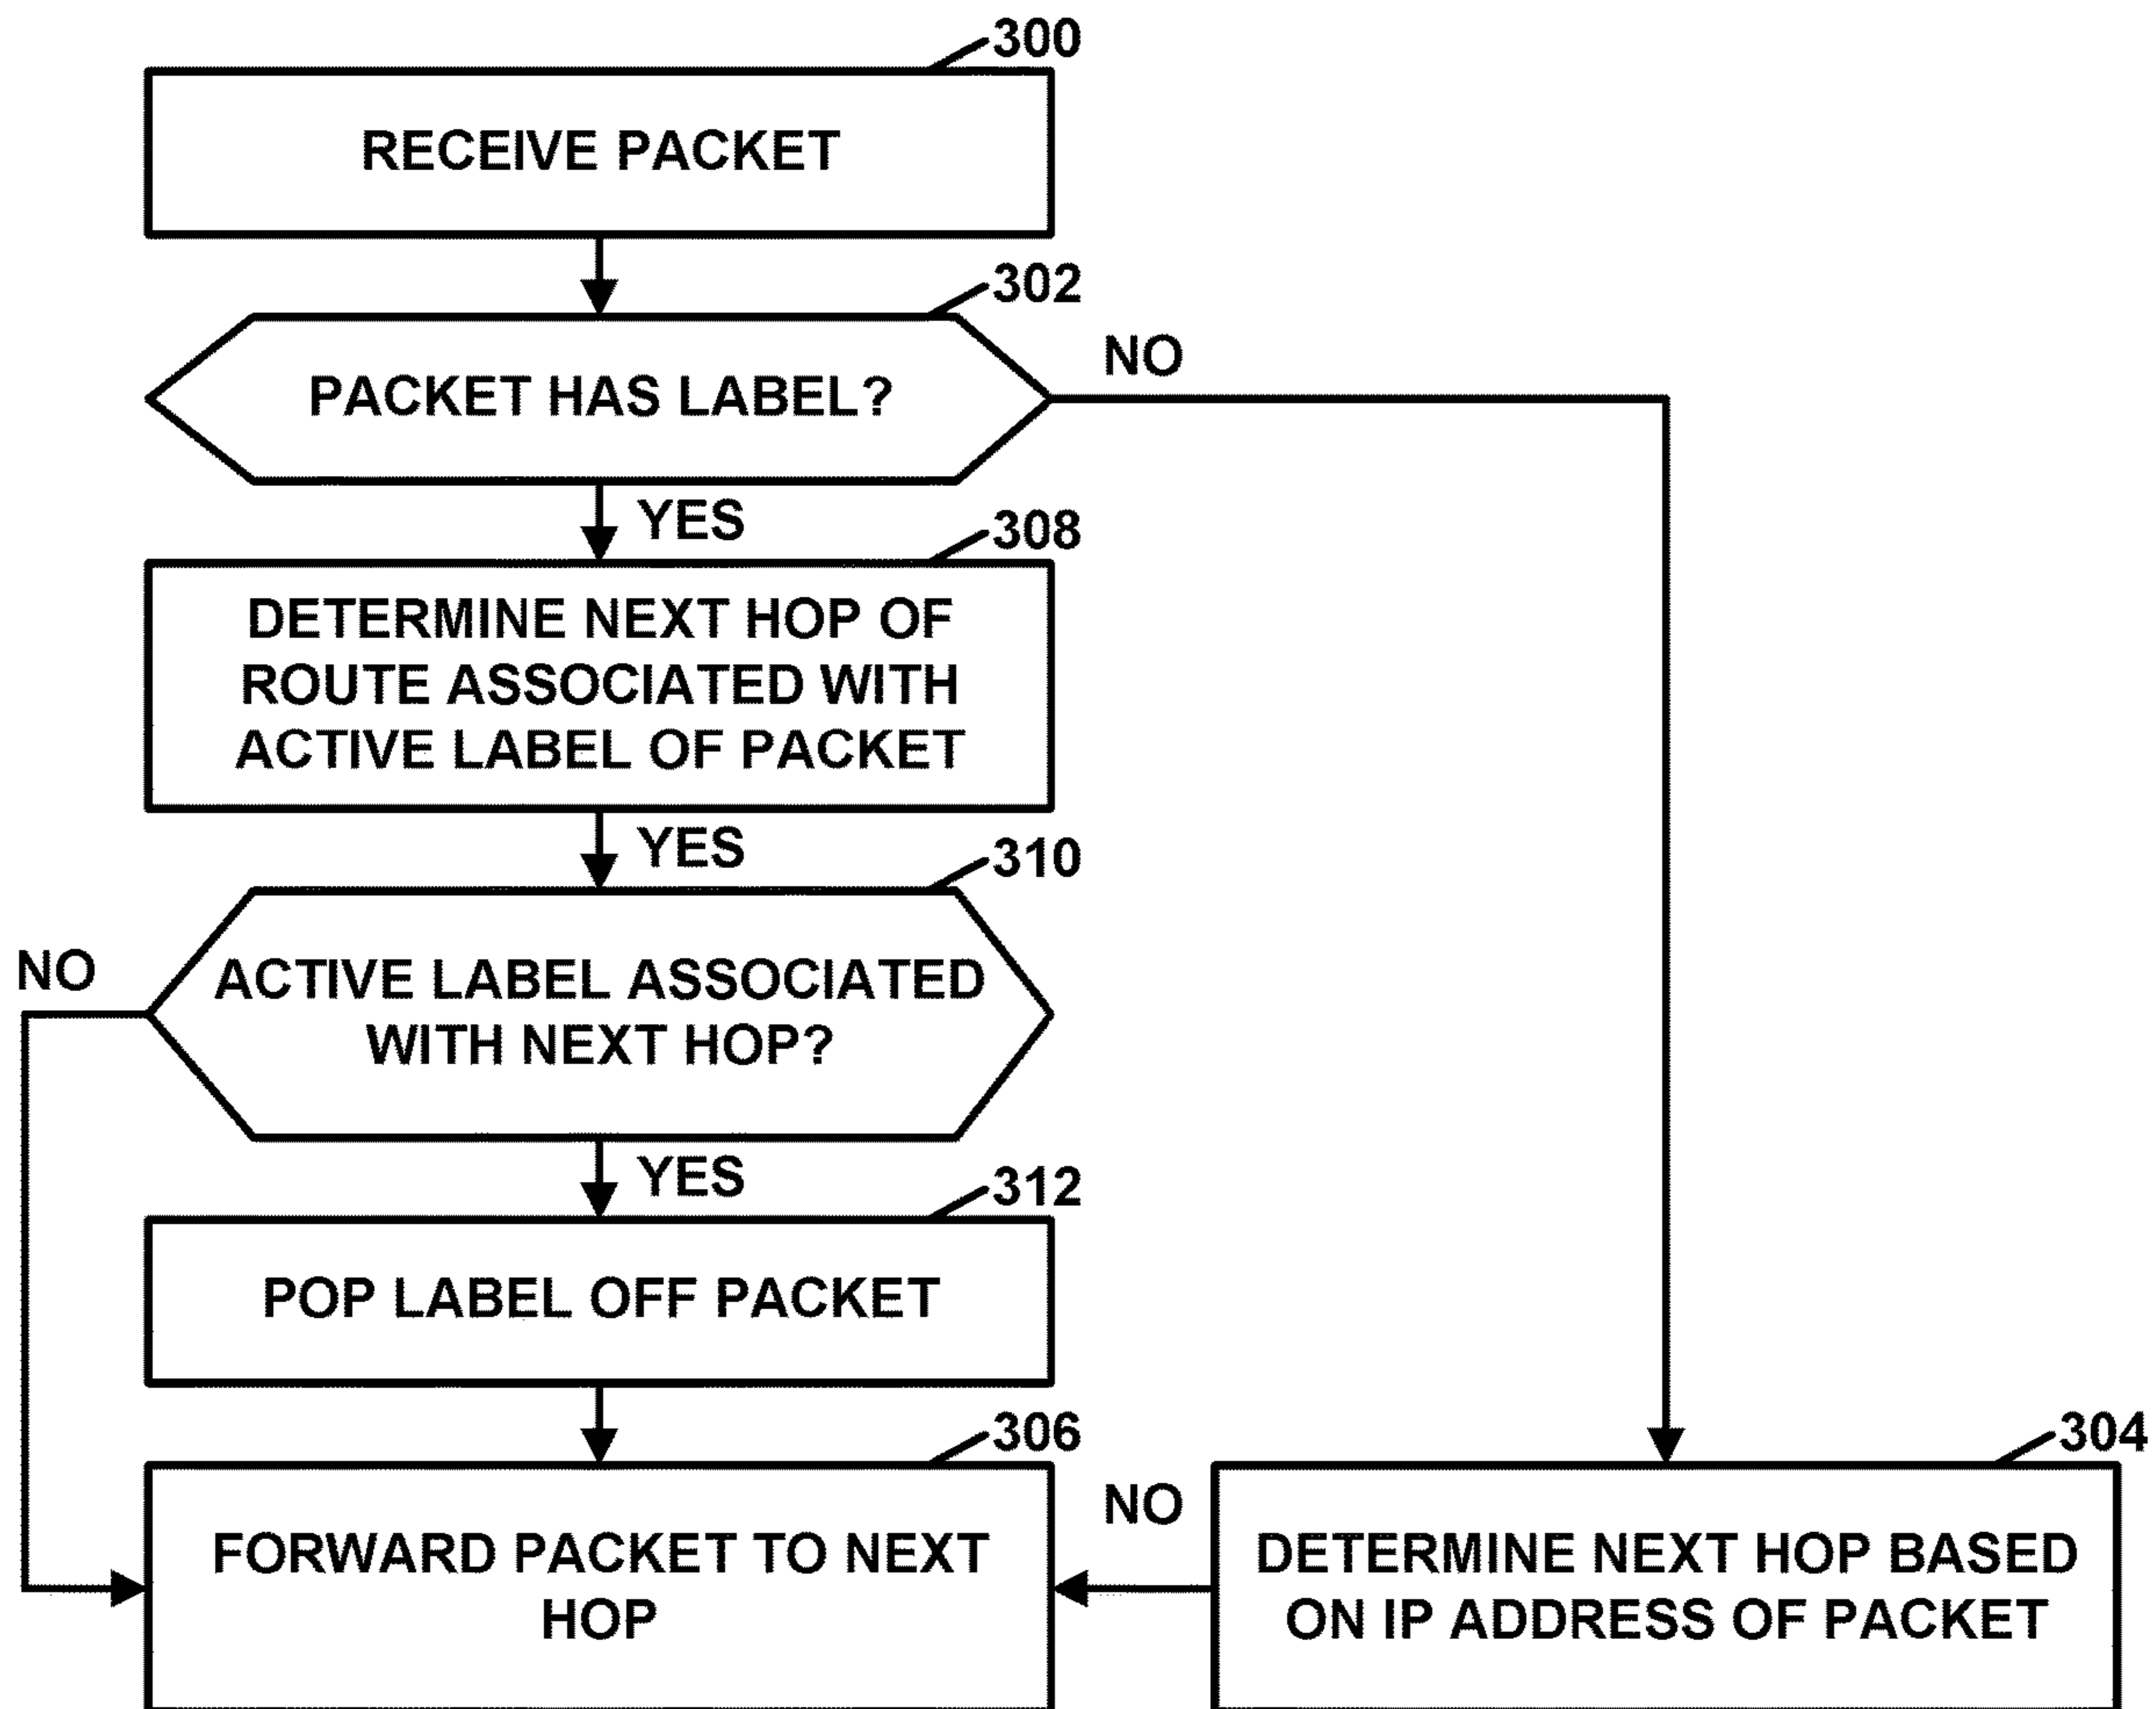 300
RECEIVE PACKET
302
PACKET HAS LABEL?
NO
YES
308
DETERMINE NEXT HOP OF
ROUTE ASSOCIATED WITH
ACTIVE LABEL OF PACKET
YES
310
NO
ACTIVE LABEL ASSOCIATED
WITH NEXT HOP?
YES
312
POP LABEL OFF PACKET
306
FORWARD PACKET TO NEXT
HOP
NO
304
DETERMINE NEXT HOP BASED
ON IP ADDRESS OF PACKET